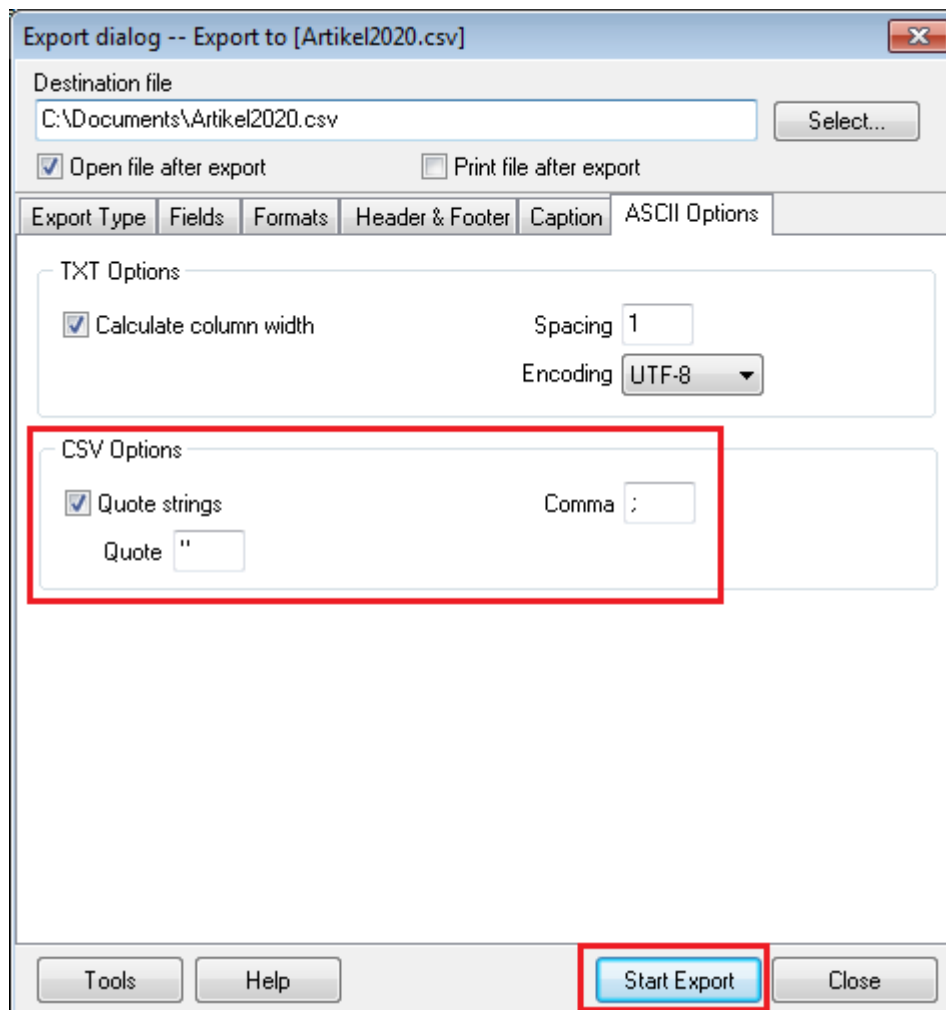 Export dialog -- Export to [Artikel2020.csv]
Destination file
C:\Documents\Artikel2020.csv
Select...
Open file after export
Print file after export
Export Type Fields Formats Header & Footer Caption ASCII Options
TXT Options
Calculate column width
Spacing 1
Encoding UTF-8
CSV Options
Quote strings
Comma ;
Quote "
Tools Help Start Export Close